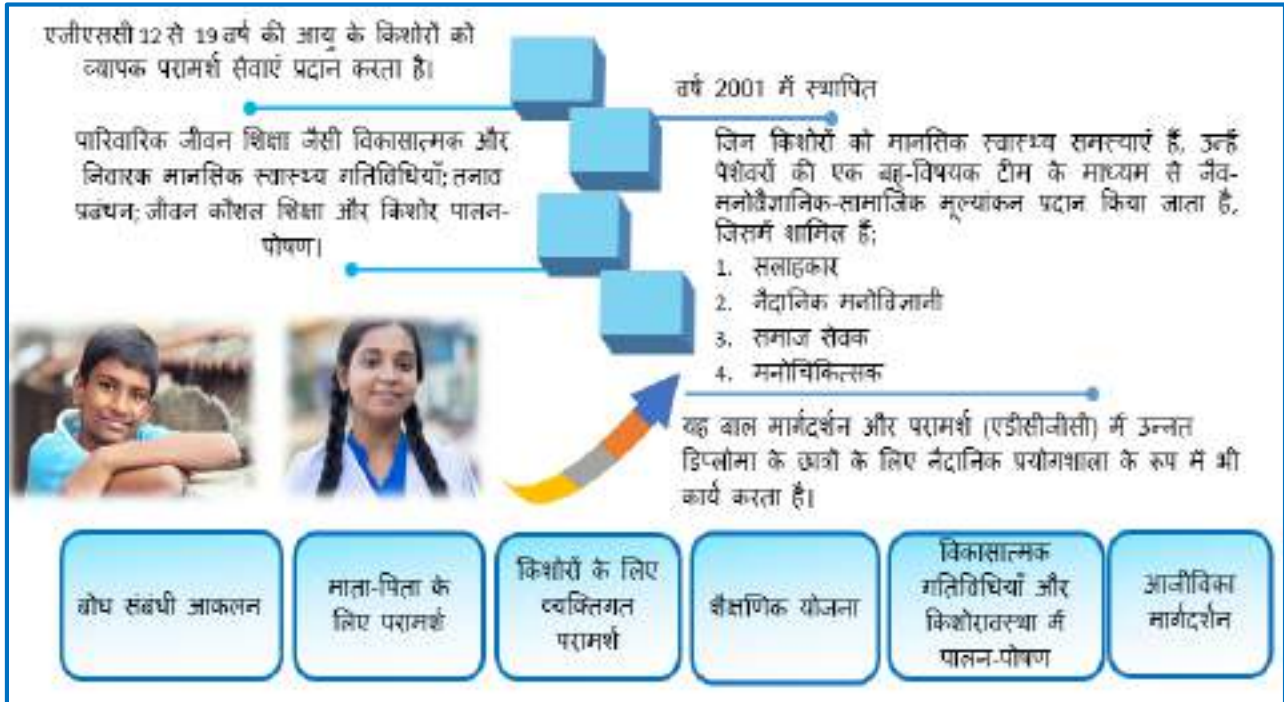 एजीएससी 12 से 19 वर्ष की आयु के किशोरों को
व्यापक परामर्श सेवाएं प्रदान करता है।
वर्ष 2001 में स्थापित
पारिवारिक जीवन शिक्षा जैसी विकासात्मक और
निवारक मानसिक स्वास्थ्य गतिविधियाँ; तनाव
प्रबंधन; जीवन कौशल शिक्षा और किशोर पालन-
पोषण।
जिन किशोरों को मानसिक स्वास्थ्य समस्याएं हैं, उन्हें
पेशेवरों की एक बहु-विषयक टीम के माध्यम से जैव-
मनोवैज्ञानिक-सामाजिक मूल्यांकन प्रदान किया जाता है,
जिसमें शामिल हैं;
1. सलाहकार
2. नैदानिक मनोविज्ञानी
3. समाज सेवक
4. मनोचिकित्सक
यह बाल मार्गदर्शन और परामर्श (एडीसीजीसी) में उन्नत
डिप्लोमा के छात्रों के लिए नैदानिक प्रयोगशाला के रूप में भी
कार्य करता है।
बोध संबंधी आकलन
माता-पिता के
लिए परामर्श
किशोरों के लिए
व्यक्तिगत
परामर्श
शैक्षणिक योजना
विकासात्मक
गतिविधियाँ और
किशोरावस्था में
पालन-पोषण
आजीविका
मार्गदर्शन